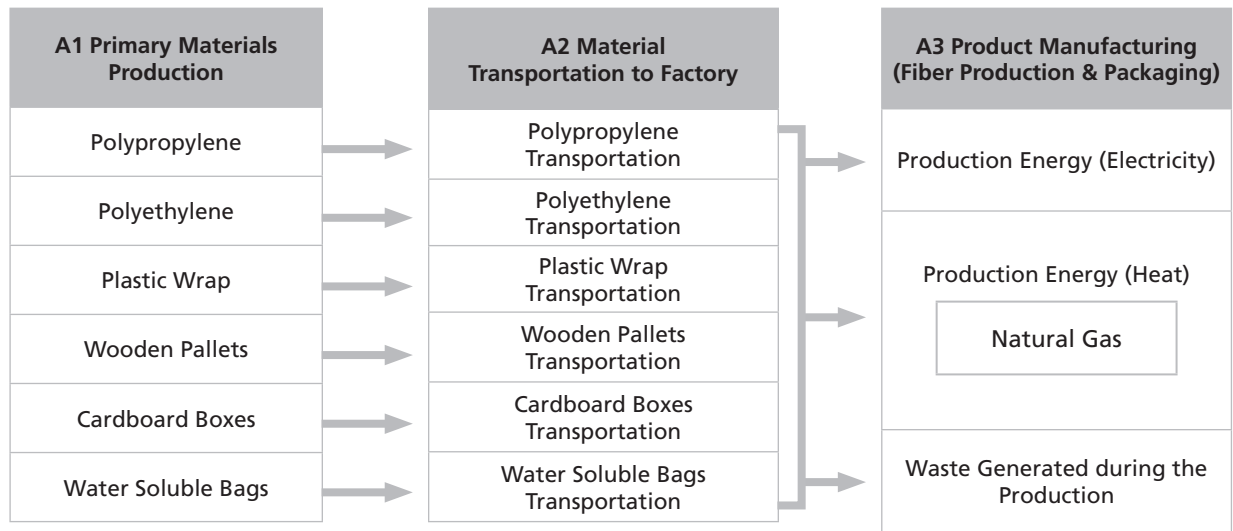 A1 Primary Materials
Production
Polypropylene
Polyethylene
Plastic Wrap
Wooden Pallets
Cardboard Boxes
Water Soluble Bags
A2 Material
Transportation to Factory
Polypropylene
Transportation
Polyethylene
Transportation
Plastic Wrap
Transportation
Wooden Pallets
Transportation
Cardboard Boxes
Transportation
Water Soluble Bags
Transportation
A3 Product Manufacturing
(Fiber Production & Packaging)
Production Energy (Electricity)
Production Energy (Heat)
Natural Gas
Waste Generated during the
Production